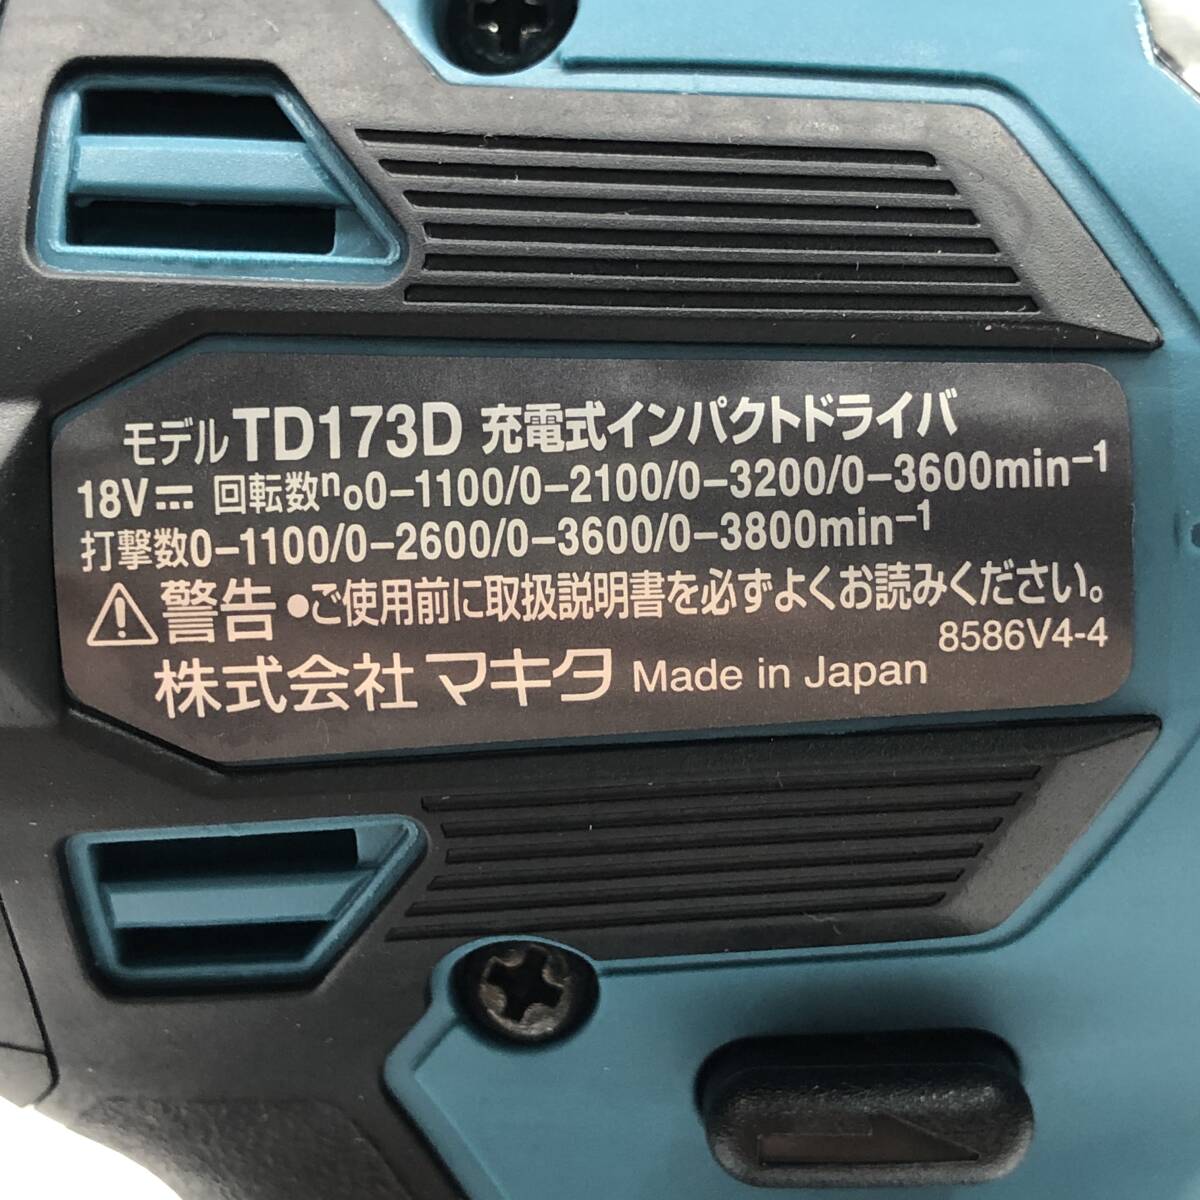 モデル TD173D 充電式インパクトドライバ
18V⎓ 回転数n₀0-1100/0-2100/0-3200/0-3600min⁻¹
打撃数0-1100/0-2600/0-3600/0-3800min⁻¹
⚠警告 ●ご使用前に取扱説明書を必ずよくお読みください。
8586V4-4
株式会社 マキタ Made in Japan